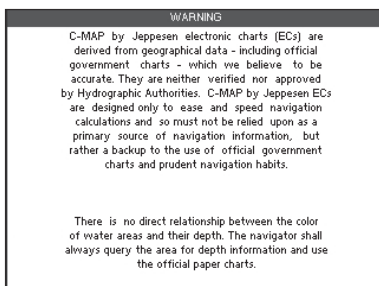 WARNING
C-MAP by Jeppesen electronic charts (ECs) are
derived from geographical data - including official
government charts - which we believe to be
accurate. They are neither verified nor approved
by Hydrographic Authorities. C-MAP by Jeppesen ECs
are designed only to ease and speed navigation
calculations and so must not be relied upon as a
primary source of navigation information, but
rather a backup to the use of official government
charts and prudent navigation habits.
There is no direct relationship between the color
of water areas and their depth. The navigator shall
always query the area for depth information and use
the official paper charts.